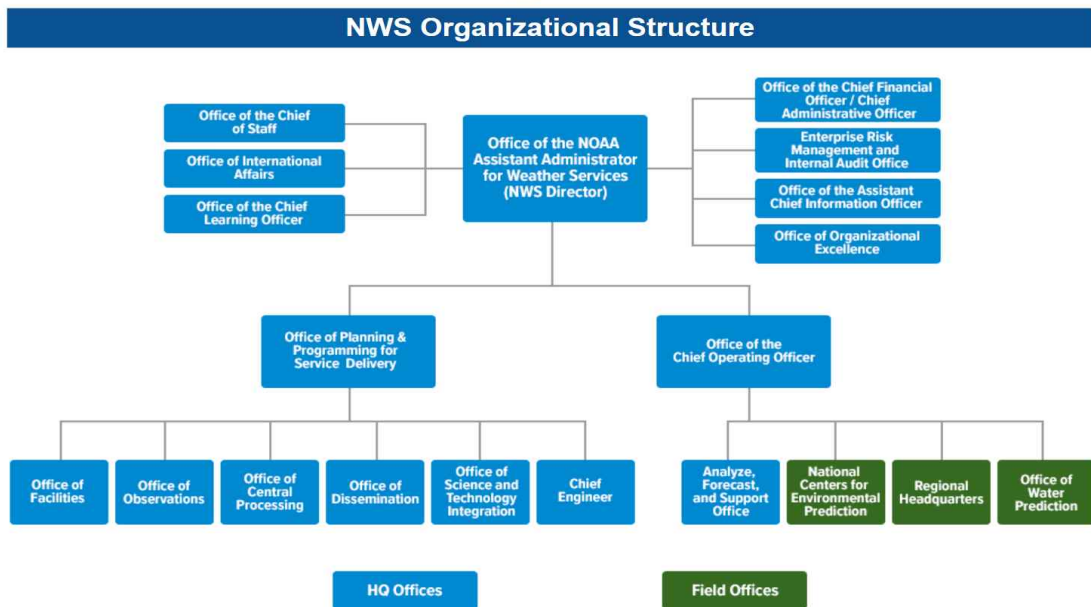 NWS Organizational Structure
Office of the Chief
of Staff
Office of International
Affairs
Office of the Chief
Learning Officer
Office of the NOAA
Assistant Administrator
for Weather Services
(NWS Director)
Office of the Chief Financial
Officer / Chief
Administrative Officer
Enterprise Risk
Management and
Internal Audit Office
Office of the Assistant
Chief Information Officer
Office of Organizational
Excellence
Office of Planning &
Programming for
Service Delivery
Office of the
Chief Operating Officer
Office of
Facilities
Office of
Observations
Office of
Central
Processing
Office of
Dissemination
Office of
Science and
Technology
Integration
Chief
Engineer
Analyze,
Forecast,
and Support
Office
National
Centers for
Environmental
Prediction
Regional
Headquarters
Office of
Water
Prediction
HQ Offices
Field Offices